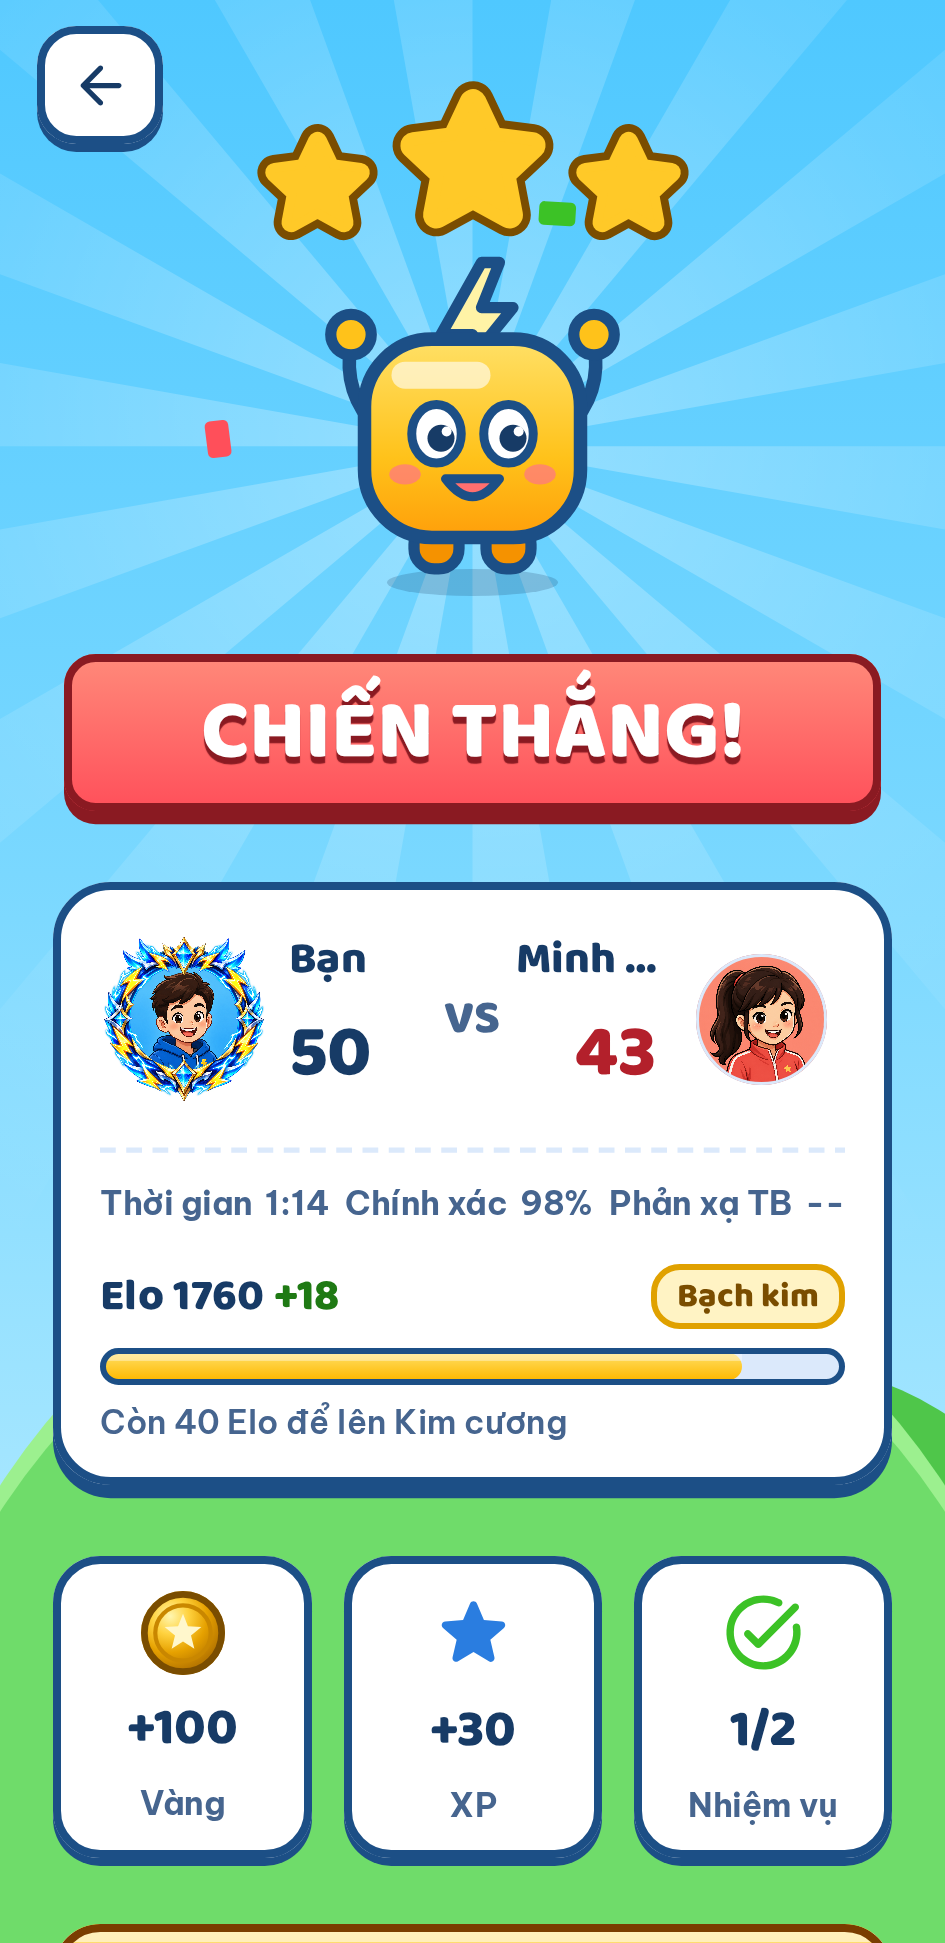 CHIẾN THẮNG!
Bạn
Minh ...
50
VS
43
Thời gian 1:14 Chính xác 98% Phản xạ TB --
Elo 1760 +18
Bạch kim
Còn 40 Elo để lên Kim cương
+100
+30
1/2
Vàng
XP
Nhiệm vụ